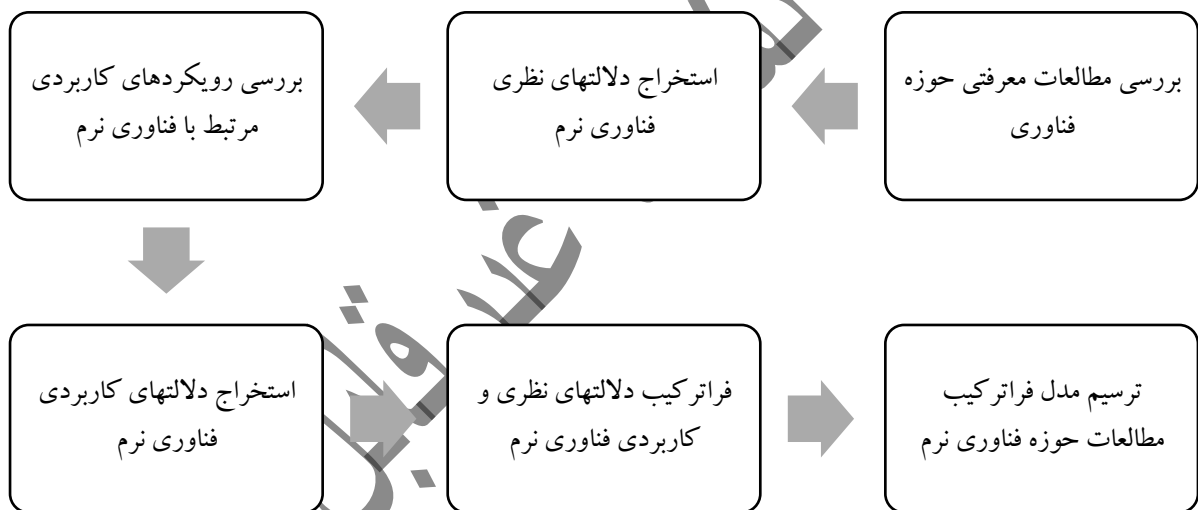 بررسی مطالعات معرفتی حوزه
فناوری
استخراج دلالتهای نظری
فناوری نرم
بررسی رویکردهای کاربردی
مرتبط با فناوری نرم
استخراج دلالتهای کاربردی
فناوری نرم
فراترکیب دلالتهای نظری و
کاربردی فناوری نرم
ترسیم مدل فراترکیب
مطالعات حوزه فناوری نرم